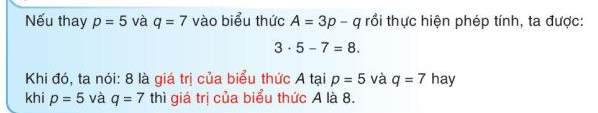 Nếu thay p = 5 và q = 7 vào biểu thức A = 3p – q rồi thực hiện phép tính, ta được:
3 · 5 – 7 = 8.
Khi đó, ta nói: 8 là giá trị của biểu thức A tại p = 5 và q = 7 hay
khi p = 5 và q = 7 thì giá trị của biểu thức A là 8.